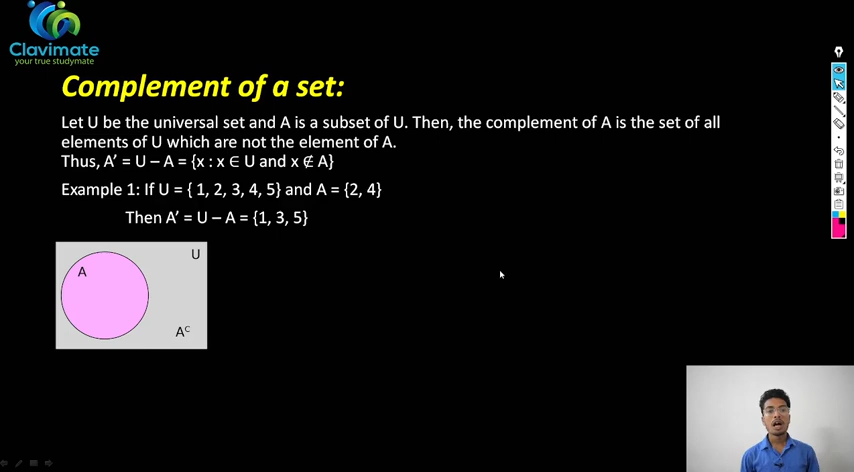 Clavimate
your true studymate
Complement of a set:
Let U be the universal set and A is a subset of U. Then, the complement of A is the set of all
elements of U which are not the element of A.
Thus, A’ = U – A = {x : x ∈ U and x ∉ A}
Example 1: If U = { 1, 2, 3, 4, 5} and A = {2, 4}
Then A’ = U – A = {1, 3, 5}
U
A
Aᶜ